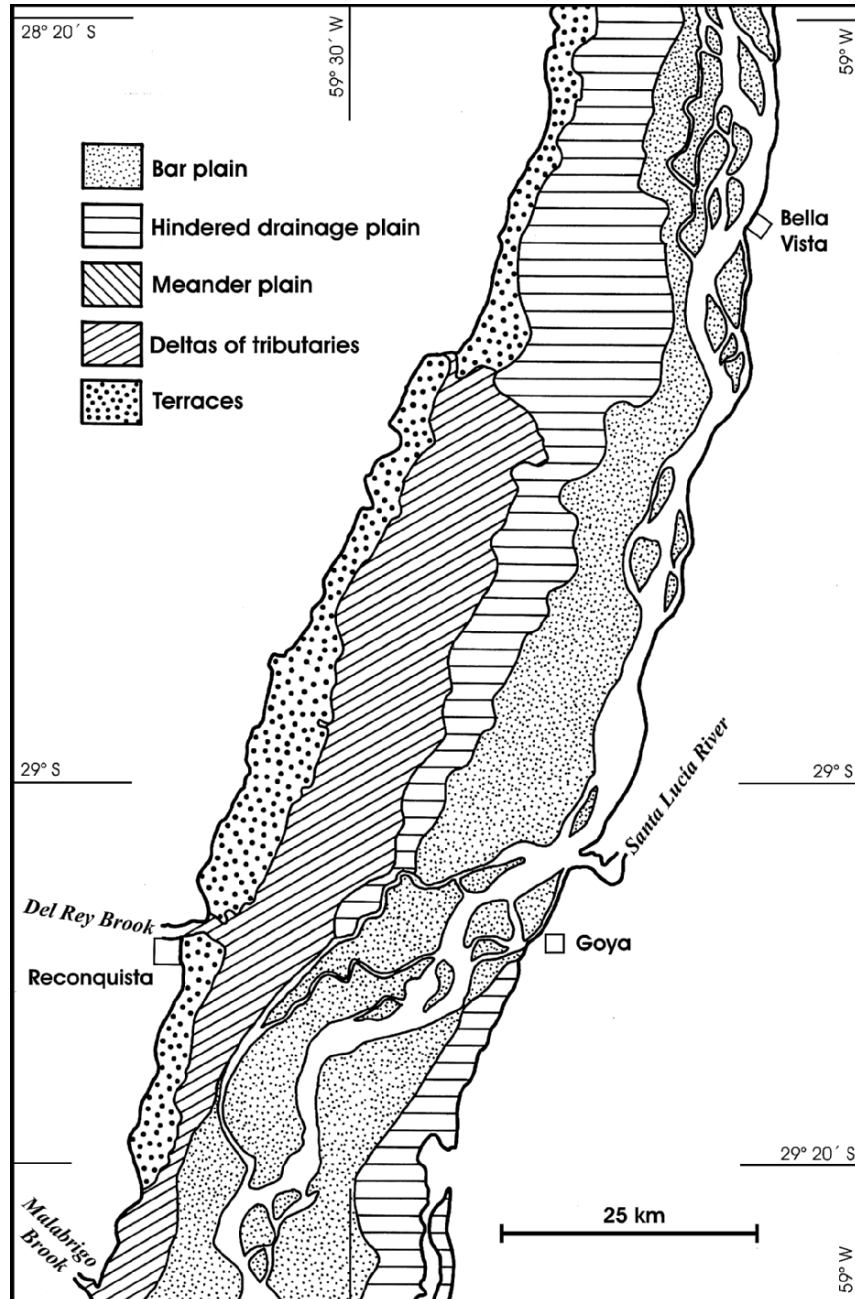 28° 20´ S
59° 30´ W
59° W
Bar plain
Hindered drainage plain
Meander plain
Deltas of tributaries
Terraces
Bella
Vista
29° S
29° S
Santa Lucía River
Del Rey Brook
Reconquista
Goya
29° 20´ S
25 km
Malabrigo
Brook
59° W